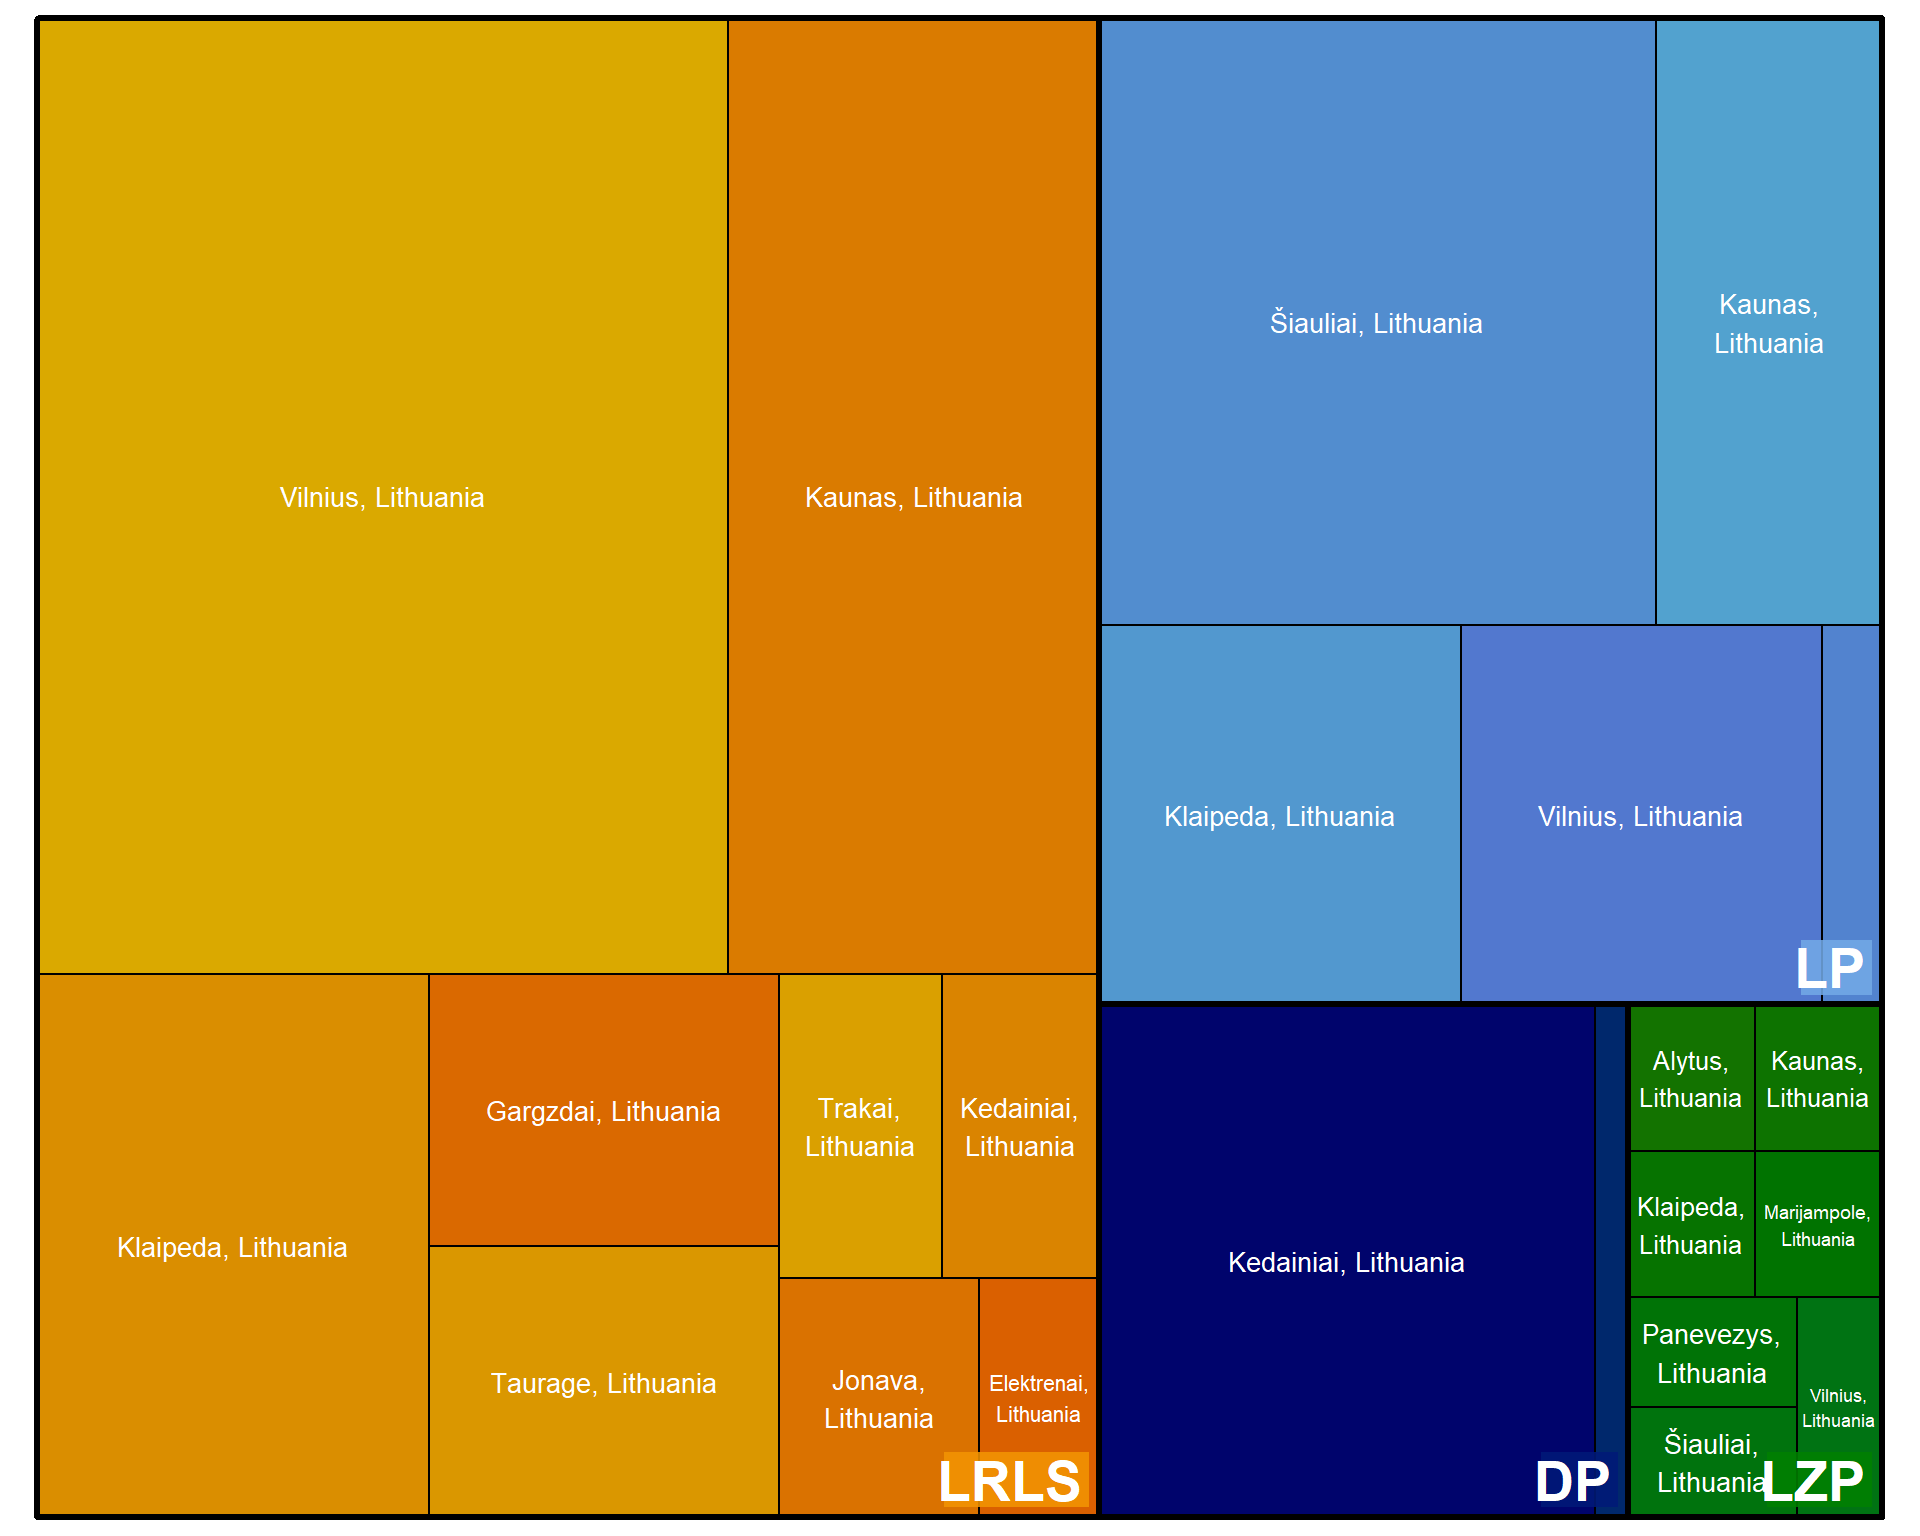 Vilnius, Lithuania
Kaunas, Lithuania
Klaipeda, Lithuania
Gargzdai, Lithuania
Taurage, Lithuania
Trakai,
Lithuania
Kedainiai,
Lithuania
Jonava,
Lithuania
Elektrenai,
Lithuania
LRLS
Šiauliai, Lithuania
Kaunas,
Lithuania
Klaipeda, Lithuania
Vilnius, Lithuania
LP
Kedainiai, Lithuania
DP
Alytus,
Lithuania
Kaunas,
Lithuania
Klaipeda,
Lithuania
Marijampole,
Lithuania
Panevezys,
Lithuania
Šiauliai,
Lithuania
Vilnius,
Lithuania
LZP